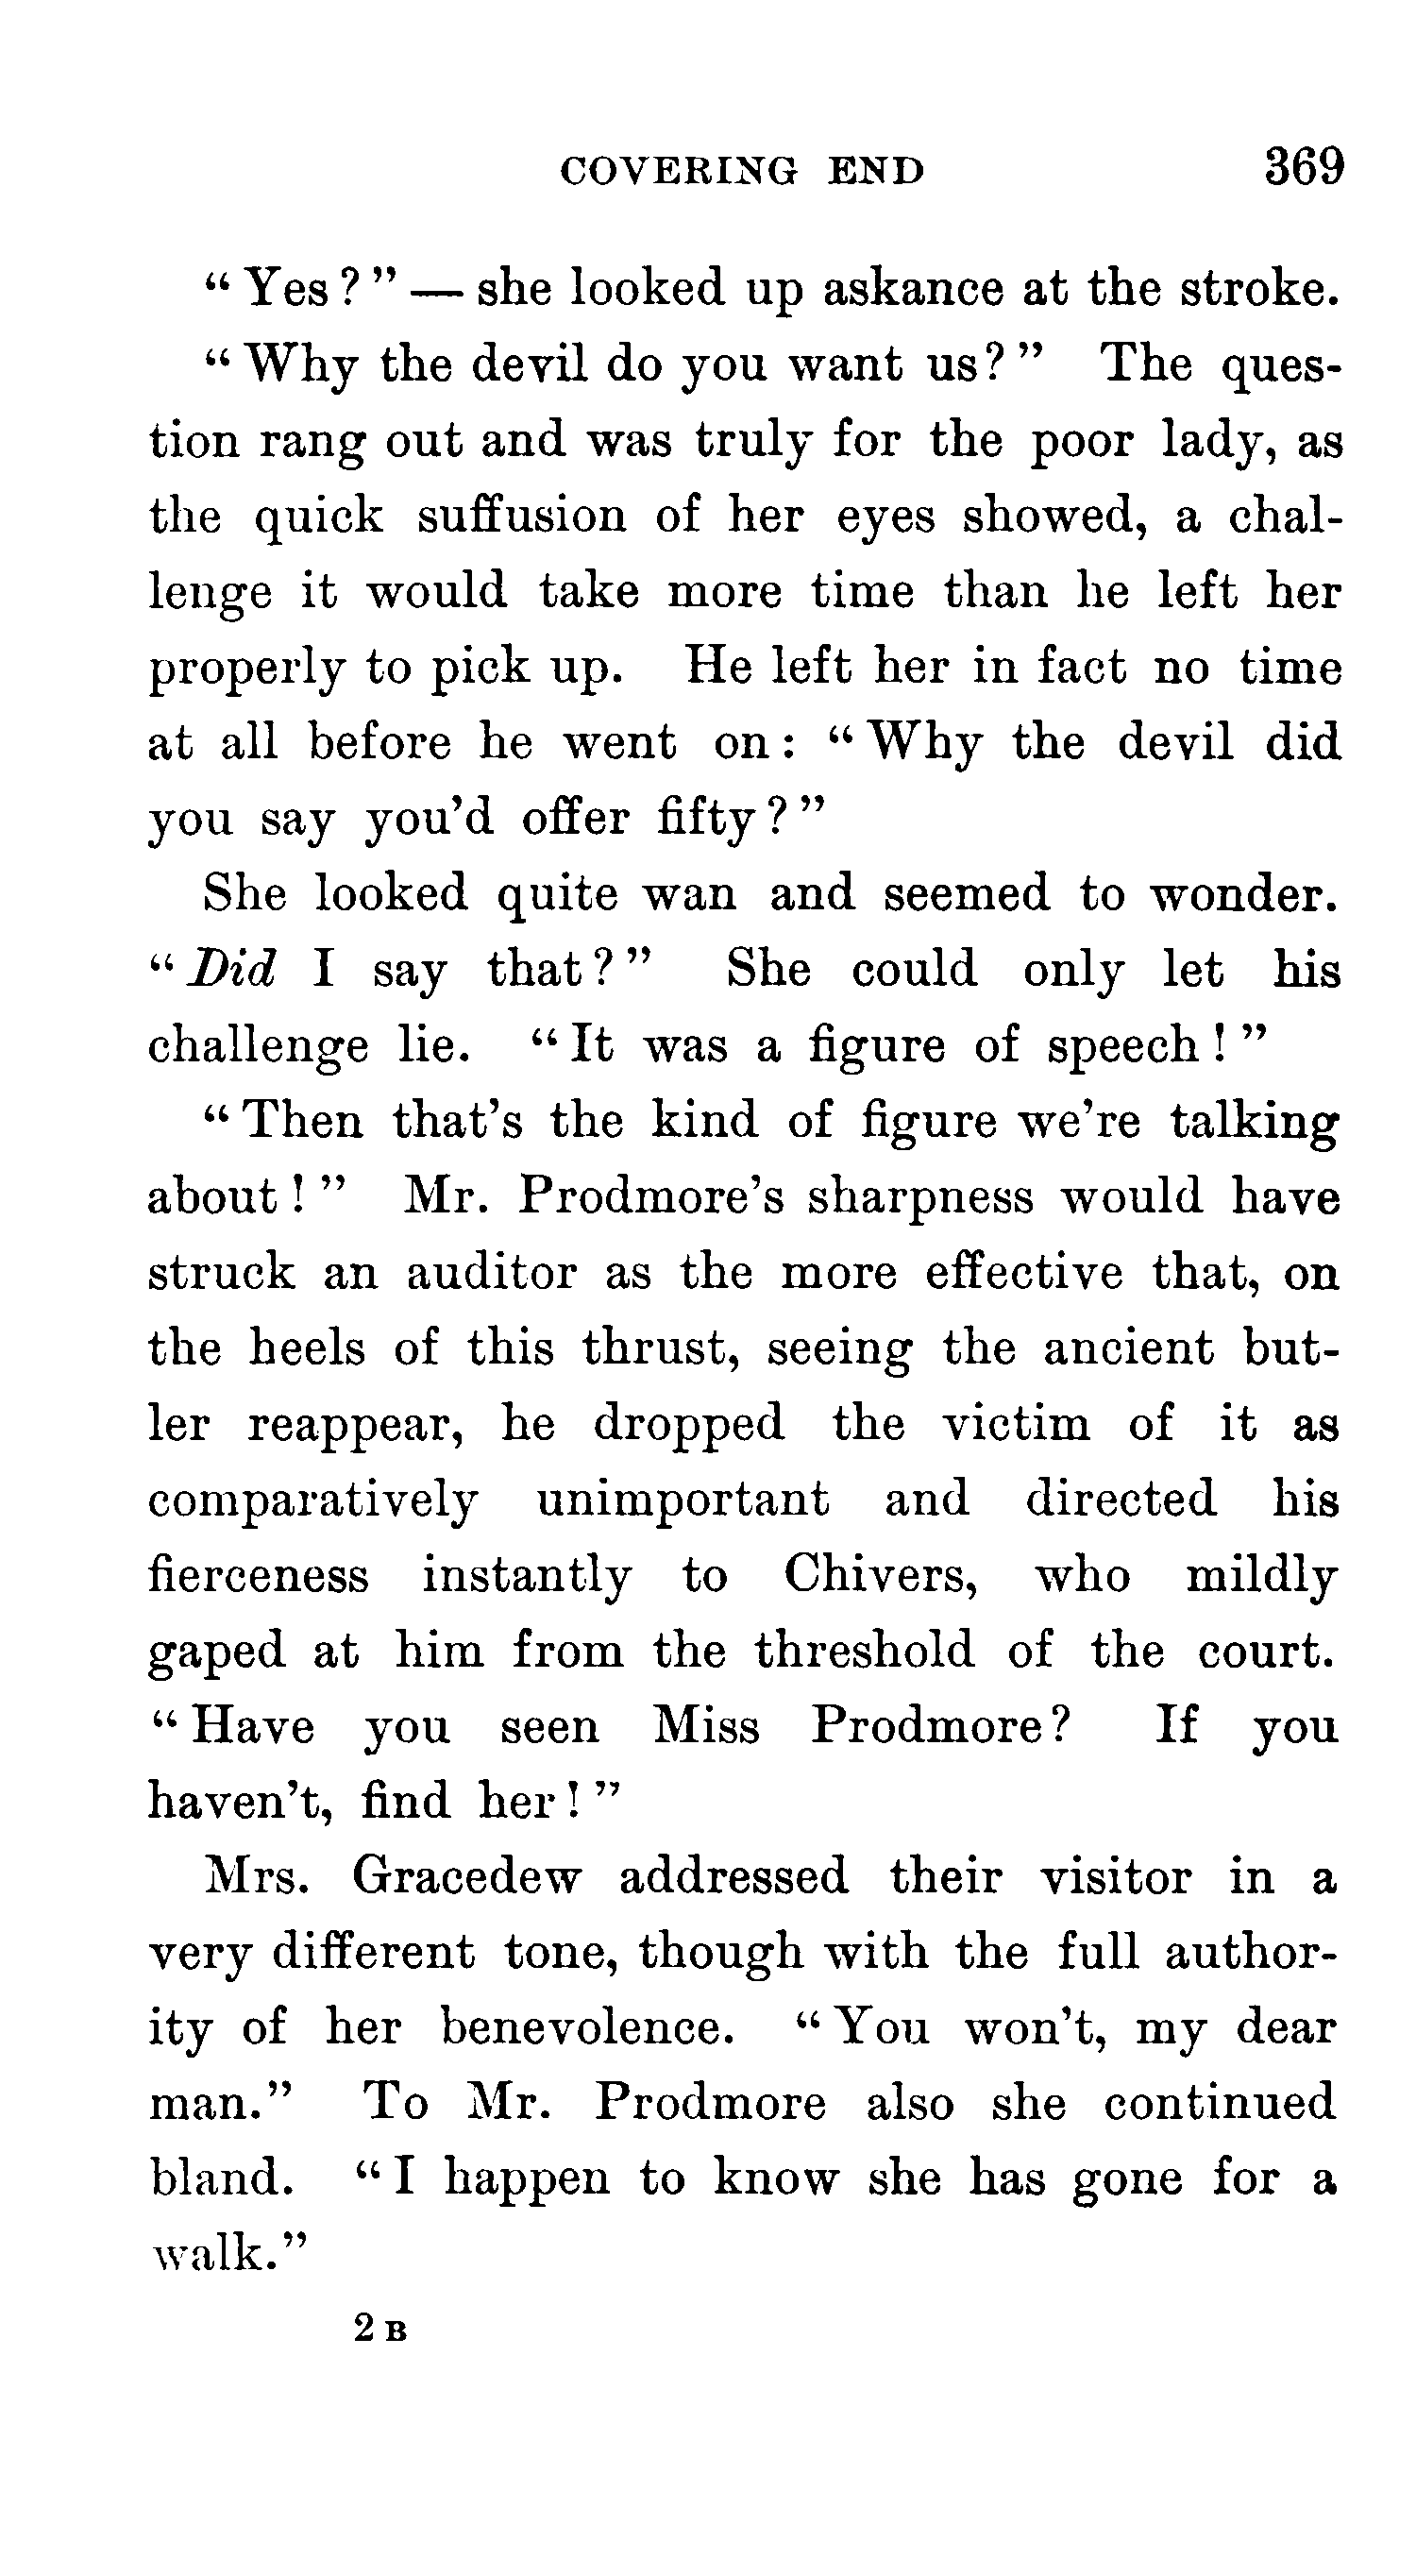 COVERING END 369
“Yes?”—she looked up askance at the stroke.
“Why the devil do you want us?” The ques-
tion rang out and was truly for the poor lady, as
the quick suffusion of her eyes showed, a chal-
lenge it would take more time than he left her
properly to pick up. He left her in fact no time
at all before he went on: “Why the devil did
you say you’d offer fifty?”
She looked quite wan and seemed to wonder.
“Did I say that?” She could only let his
challenge lie. “It was a figure of speech!”
“Then that’s the kind of figure we’re talking
about!” Mr. Prodmore’s sharpness would have
struck an auditor as the more effective that, on
the heels of this thrust, seeing the ancient but-
ler reappear, he dropped the victim of it as
comparatively unimportant and directed his
fierceness instantly to Chivers, who mildly
gaped at him from the threshold of the court.
“Have you seen Miss Prodmore? If you
haven’t, find her!”
Mrs. Gracedew addressed their visitor in a
very different tone, though with the full author-
ity of her benevolence. “You won’t, my dear
man.” To Mr. Prodmore also she continued
bland. “I happen to know she has gone for a
walk.”
2 B